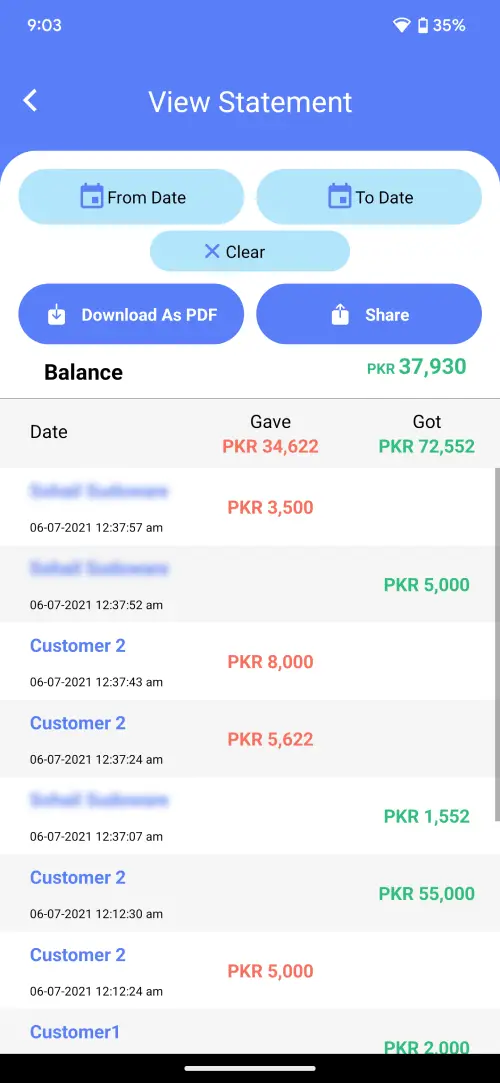 9:03
35%
View Statement
From Date
To Date
Clear
Download As PDF
Share
Balance
PKR 37,930
Date
Gave
PKR 34,622
Got
PKR 72,552
06-07-2021 12:37:57 am
PKR 3,500
06-07-2021 12:37:52 am
PKR 5,000
Customer 2
06-07-2021 12:37:43 am
PKR 8,000
Customer 2
06-07-2021 12:37:24 am
PKR 5,622
06-07-2021 12:37:07 am
PKR 1,552
Customer 2
06-07-2021 12:12:30 am
PKR 55,000
Customer 2
06-07-2021 12:12:24 am
PKR 5,000
Customer1
PKR 2,000